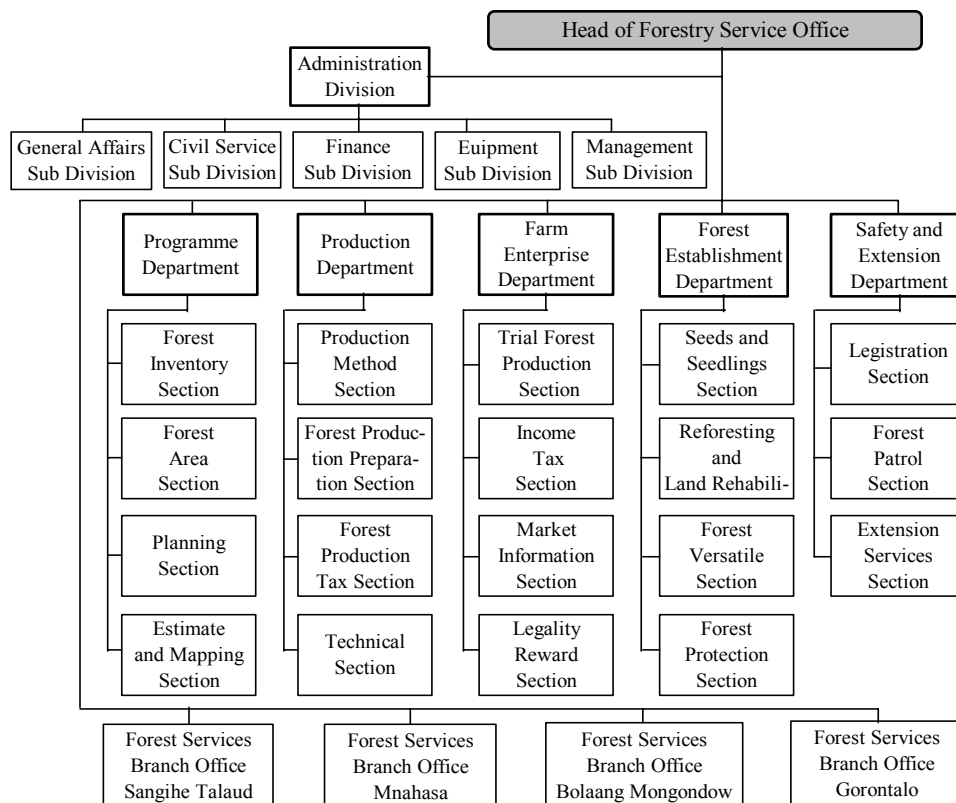 Head of Forestry Service Office
Administration
Division
General Affairs
Sub Division
Civil Service
Sub Division
Finance
Sub Division
Euipment
Sub Division
Management
Sub Division
Programme
Department
Production
Department
Farm
Enterprise
Department
Forest
Establishment
Department
Safety and
Extension
Department
Forest
Inventory
Section
Forest
Area
Section
Planning
Section
Estimate
and Mapping
Section
Production
Method
Section
Forest Produc-
tion Prepara-
tion Section
Forest
Production
Tax Section
Technical
Section
Trial Forest
Production
Section
Income
Tax
Section
Market
Information
Section
Legality
Reward
Section
Seeds and
Seedlings
Section
Reforesting
and
Land Rehabili-
Forest
Versatile
Section
Forest
Protection
Section
Legistration
Section
Forest
Patrol
Section
Extension
Services
Section
Forest Services
Branch Office
Sangihe Talaud
Forest Services
Branch Office
Mnahasa
Forest Services
Branch Office
Bolaang Mongondow
Forest Services
Branch Office
Gorontalo